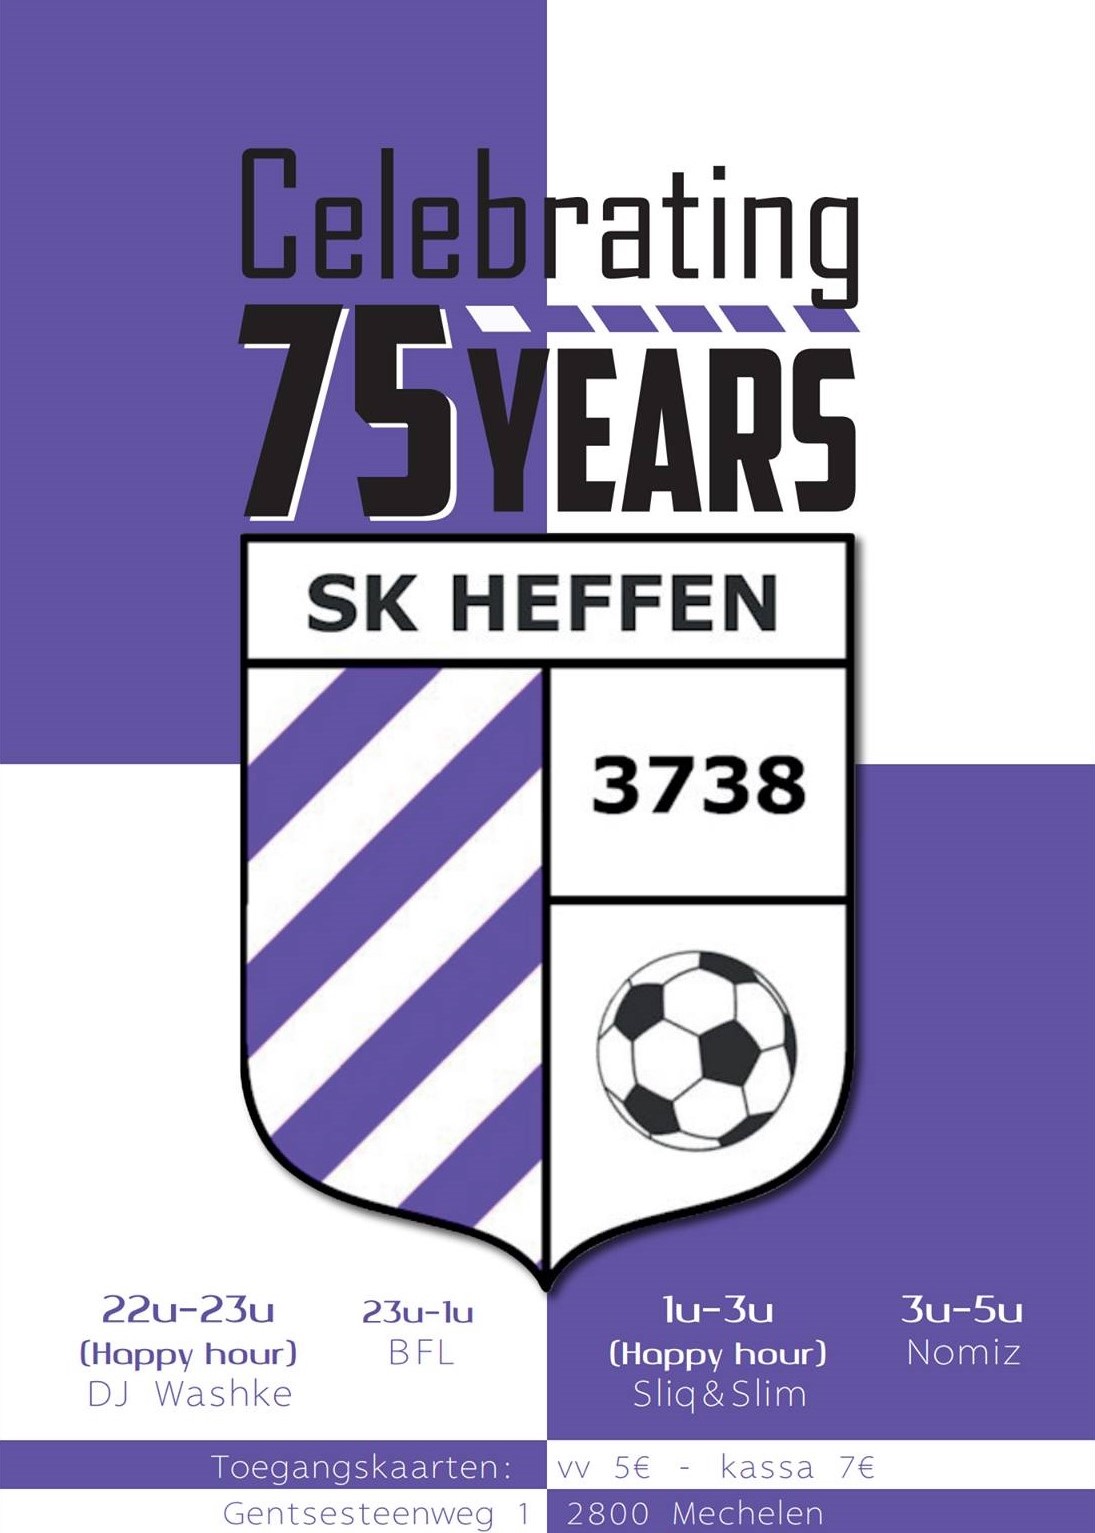 Celebrating
75 YEARS
SK HEFFEN
3738
22u-23u
(Happy hour)
DJ Washke
23u-1u
BFL
1u-3u
(Happy hour)
Sliq&Slim
3u-5u
Nomiz
Toegangskaarten: vv 5€ - kassa 7€
Gentsesteenweg 1 2800 Mechelen